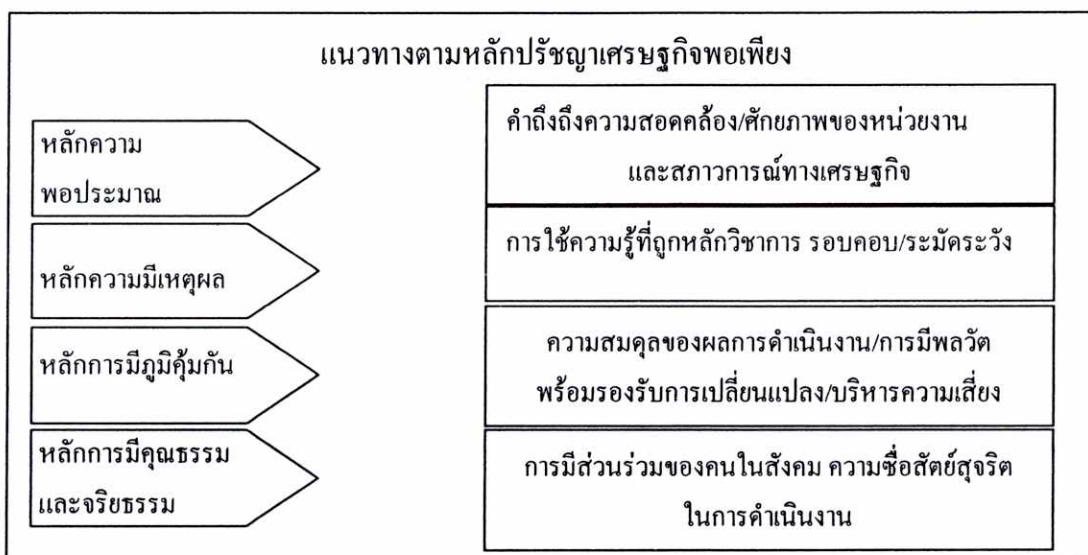 แนวทางตามหลักปรัชญาเศรษฐกิจพอเพียง
หลักความ
พอประมาณ
คำถึงถึงความสอดคล้อง/ศักยภาพของหน่วยงาน
และสภาวการณ์ทางเศรษฐกิจ
หลักความมีเหตุผล
การใช้ความรู้ที่ถูกหลักวิชาการ รอบคอบ/ระมัดระวัง
หลักการมีภูมิคุ้มกัน
ความสมดุลของผลการดำเนินงาน/การมีพลวัต
พร้อมรองรับการเปลี่ยนแปลง/บริหารความเสี่ยง
หลักการมีคุณธรรม
และจริยธรรม
การมีส่วนร่วมของคนในสังคม ความซื่อสัตย์สุจริต
ในการดำเนินงาน